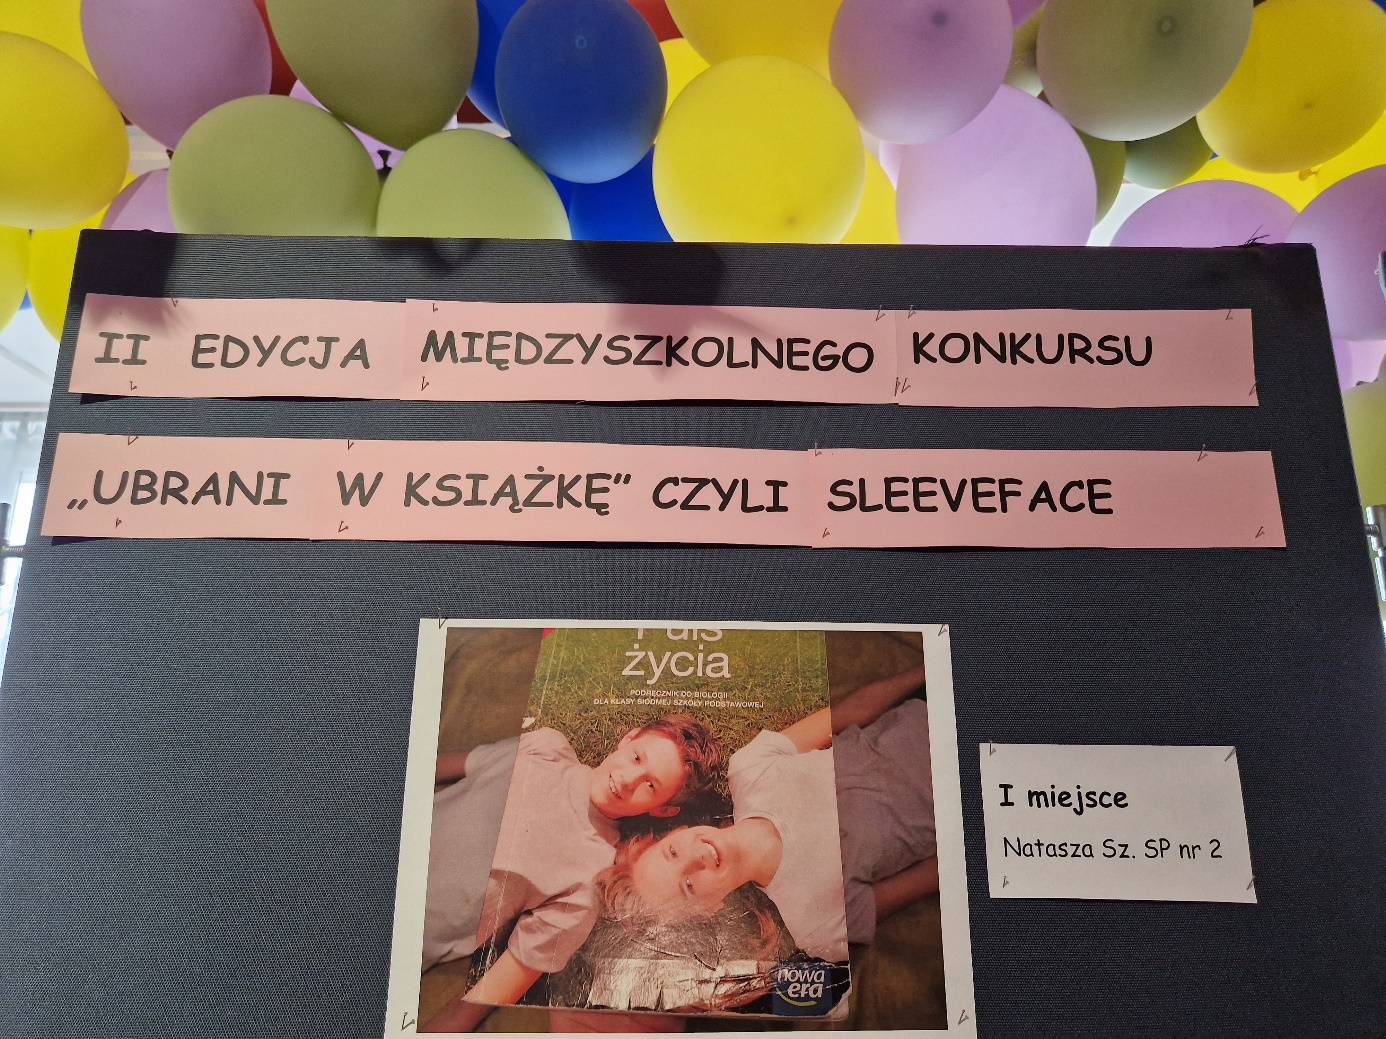 II EDYCJA MIĘDZYSZKOLNEGO KONKURSU
„UBRANI W KSIĄŻKĘ” CZYLI SLEEVEFACE
Puls
życia
PODRĘCZNIK DO BIOLOGII
DLA KLASY SIÓDMEJ SZKOŁY PODSTAWOWEJ
nowa
era
I miejsce
Natasza Sz. SP nr 2